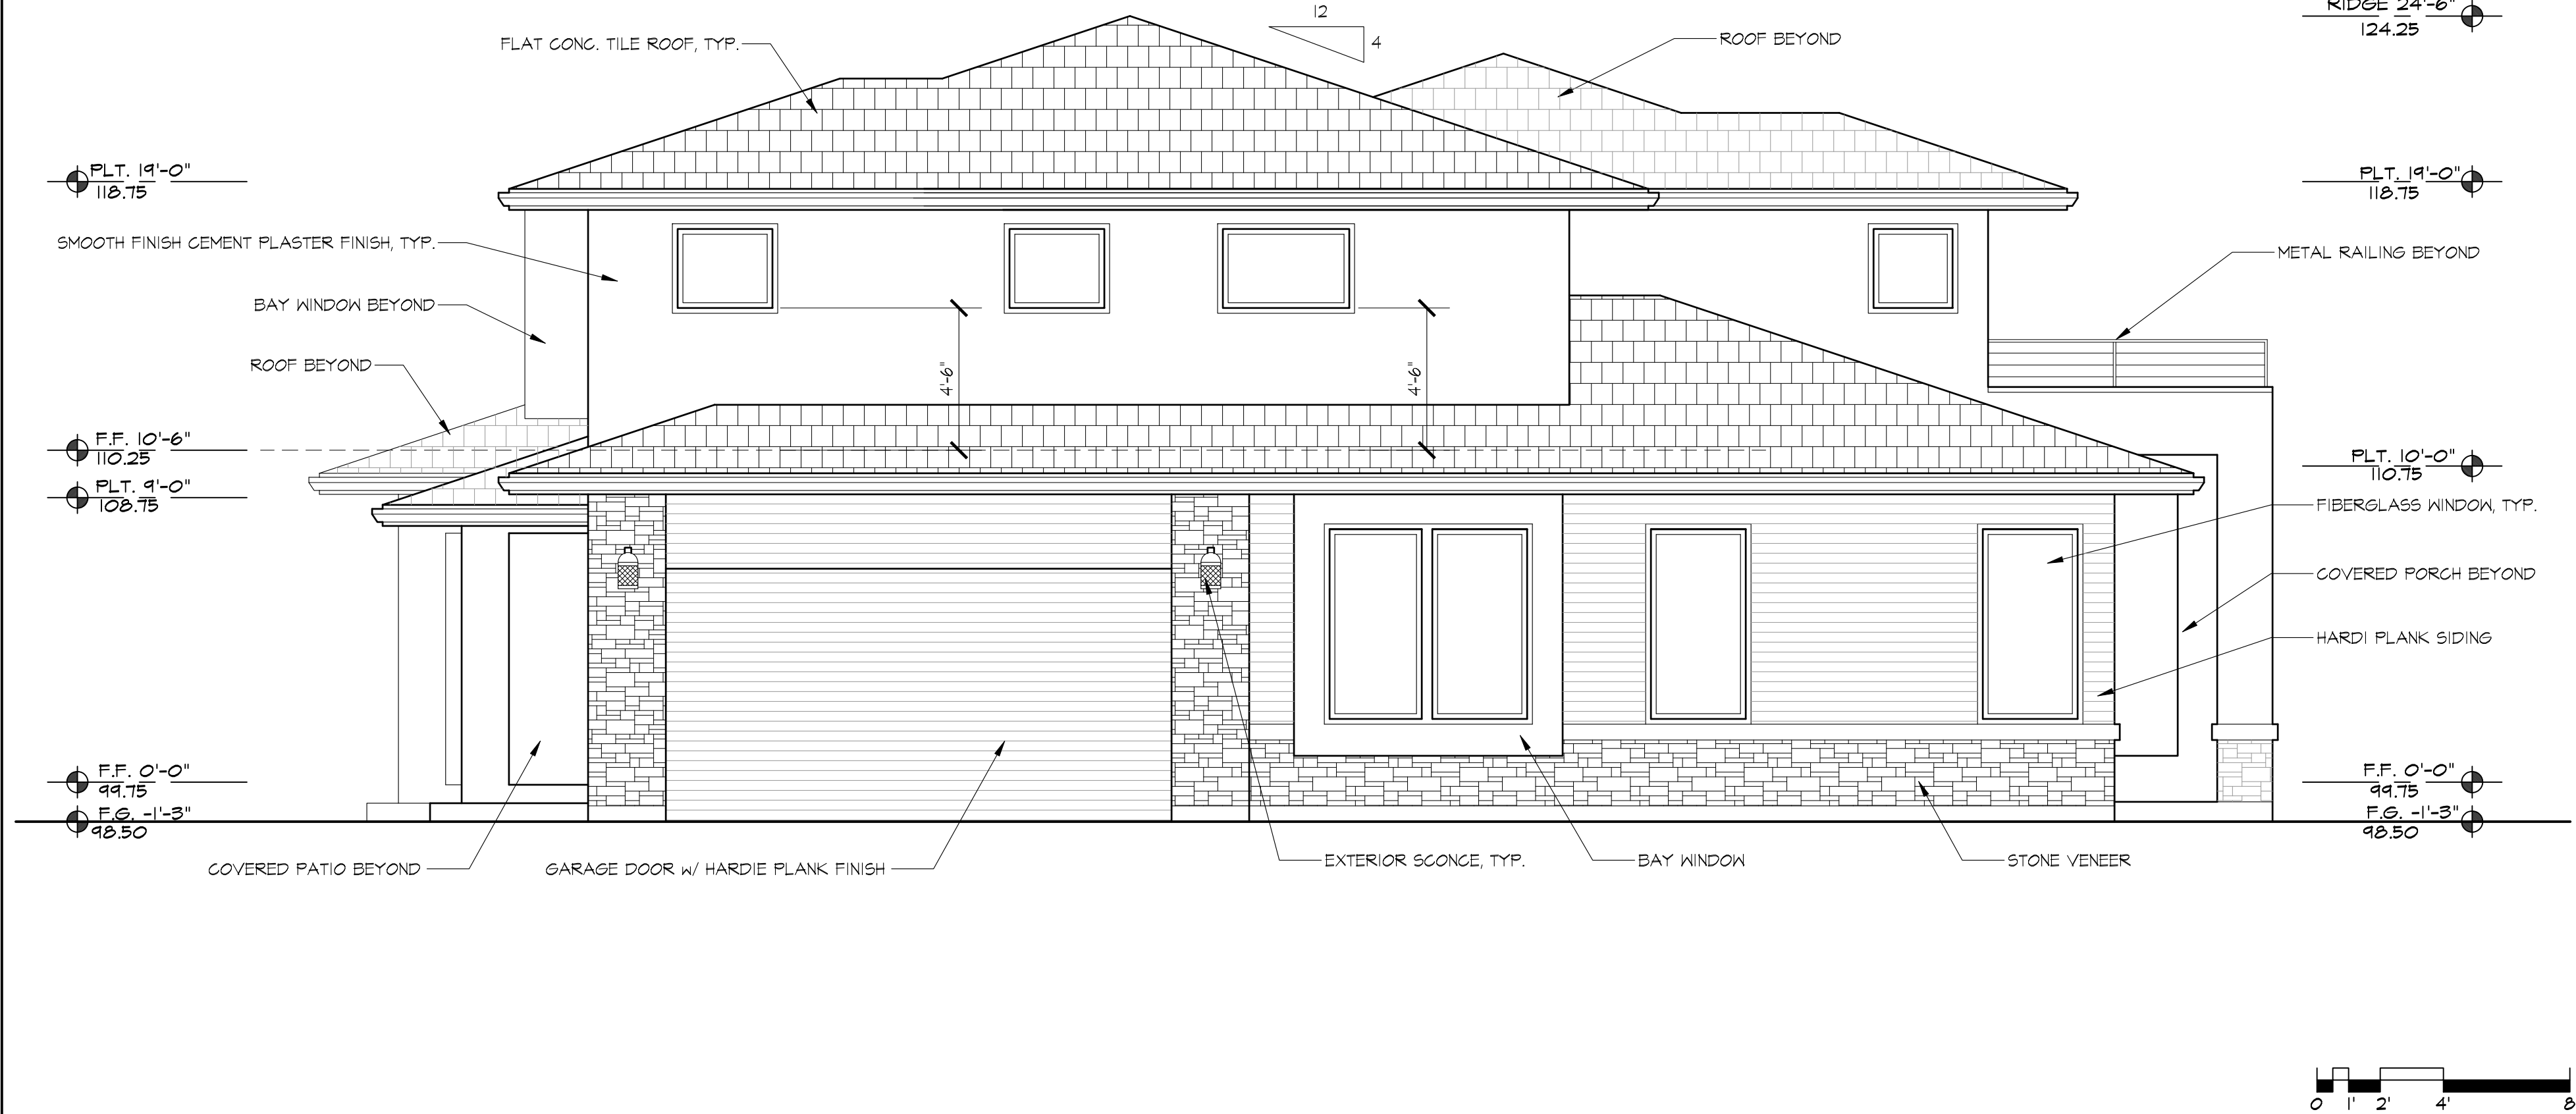 RIDGE 24'-6"
124.25
12
4
FLAT CONC. TILE ROOF, TYP.
ROOF BEYOND
PLT. 19'-0"
118.75
PLT. 19'-0"
118.75
SMOOTH FINISH CEMENT PLASTER FINISH, TYP.
METAL RAILING BEYOND
BAY WINDOW BEYOND
ROOF BEYOND
4'-6"
4'-6"
F.F. 10'-6"
110.25
PLT. 10'-0"
110.75
PLT. 9'-0"
108.75
FIBERGLASS WINDOW, TYP.
COVERED PORCH BEYOND
HARDI PLANK SIDING
F.F. 0'-0"
99.75
F.F. 0'-0"
99.75
F.G. -1'-3"
98.50
F.G. -1'-3"
98.50
COVERED PATIO BEYOND
GARAGE DOOR W/ HARDIE PLANK FINISH
EXTERIOR SCONCE, TYP.
BAY WINDOW
STONE VENEER
0 1' 2' 4' 8